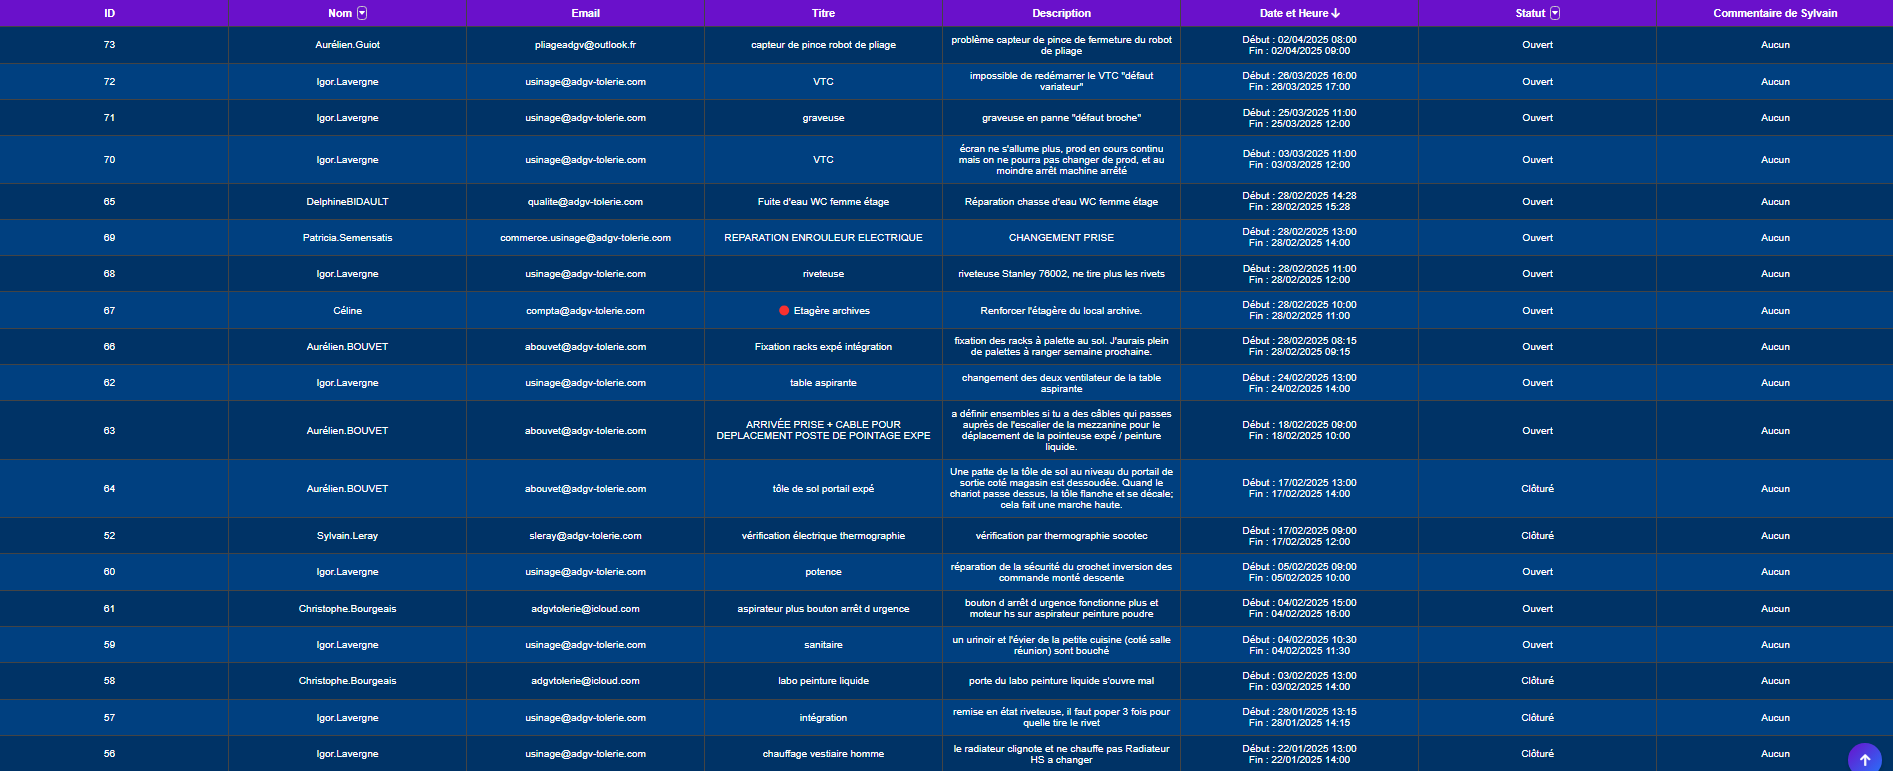 ID Nom Email Titre Description Date et Heure Statut Commentaire de Sylvain
73 Aurélien.Guiot pliageadgv@outlook.fr capteur de pince robot de pliage problème capteur de pince de fermeture du robot
de pliage Début : 02/04/2025 08:00
Fin : 02/04/2025 09:00 Ouvert Aucun
72 Igor.Lavergne usinage@adgv-tolerie.com VTC impossible de redémarrer le VTC "défaut
variateur" Début : 26/03/2025 16:00
Fin : 26/03/2025 17:00 Ouvert Aucun
71 Igor.Lavergne usinage@adgv-tolerie.com graveuse graveuse en panne "défaut broche" Début : 25/03/2025 11:00
Fin : 25/03/2025 12:00 Ouvert Aucun
70 Igor.Lavergne usinage@adgv-tolerie.com VTC écran ne s'allume plus, prod en cours continu
mais on ne pourra pas changer de prod, et au
moindre arrêt machine arrêté Début : 03/03/2025 11:00
Fin : 03/03/2025 12:00 Ouvert Aucun
65 DelphineBIDAULT qualite@adgv-tolerie.com Fuite d'eau WC femme étage Réparation chasse d'eau WC femme étage Début : 28/02/2025 14:28
Fin : 28/02/2025 15:28 Ouvert Aucun
69 Patricia.Semensatis commerce.usinage@adgv-tolerie.com REPARATION ENROULEUR ELECTRIQUE CHANGEMENT PRISE Début : 28/02/2025 13:00
Fin : 28/02/2025 14:00 Ouvert Aucun
68 Igor.Lavergne usinage@adgv-tolerie.com riveteuse riveteuse Stanley 76002, ne tire plus les rivets Début : 28/02/2025 11:00
Fin : 28/02/2025 12:00 Ouvert Aucun
67 Céline compta@adgv-tolerie.com Etagère archives Renforcer l'étagère du local archive. Début : 28/02/2025 10:00
Fin : 28/02/2025 11:00 Ouvert Aucun
66 Aurélien.BOUVET abouvet@adgv-tolerie.com Fixation racks expé intégration fixation des racks à palette au sol. J'aurais plein
de palettes à ranger semaine prochaine. Début : 28/02/2025 08:15
Fin : 28/02/2025 09:15 Ouvert Aucun
62 Igor.Lavergne usinage@adgv-tolerie.com table aspirante changement des deux ventilateur de la table
aspirante Début : 24/02/2025 13:00
Fin : 24/02/2025 14:00 Ouvert Aucun
63 Aurélien.BOUVET abouvet@adgv-tolerie.com ARRIVÉE PRISE + CABLE POUR
DEPLACEMENT POSTE DE POINTAGE EXPE a définir ensembles si tu a des câbles qui passes
auprès de l'escalier de la mezzanine pour le
déplacement de la pointeuse expé / peinture
liquide. Début : 18/02/2025 09:00
Fin : 18/02/2025 10:00 Ouvert Aucun
64 Aurélien.BOUVET abouvet@adgv-tolerie.com tôle de sol portail expé Une patte de la tôle de sol au niveau du portail de
sortie coté magasin est dessoudée. Quand le
chariot passe dessus, la tôle flanche et se décale;
cela fait une marche haute. Début : 17/02/2025 13:00
Fin : 17/02/2025 14:00 Clôturé Aucun
52 Sylvain.Leray sleray@adgv-tolerie.com vérification électrique thermographie vérification par thermographie socotec Début : 17/02/2025 09:00
Fin : 17/02/2025 12:00 Clôturé Aucun
60 Igor.Lavergne usinage@adgv-tolerie.com potence réparation de la sécurité du crochet inversion des
commande monté descente Début : 05/02/2025 09:00
Fin : 05/02/2025 10:00 Ouvert Aucun
61 Christophe.Bourgeais adgvtolerie@icloud.com aspirateur plus bouton arrêt d urgence bouton d arrêt d urgence fonctionne plus et
moteur hs sur aspirateur peinture poudre Début : 04/02/2025 15:00
Fin : 04/02/2025 16:00 Ouvert Aucun
59 Igor.Lavergne usinage@adgv-tolerie.com sanitaire un urinoir et l'évier de la petite cuisine (coté salle
réunion) sont bouché Début : 04/02/2025 10:30
Fin : 04/02/2025 11:30 Ouvert Aucun
58 Christophe.Bourgeais adgvtolerie@icloud.com labo peinture liquide porte du labo peinture liquide s'ouvre mal Début : 03/02/2025 13:00
Fin : 03/02/2025 14:00 Clôturé Aucun
57 Igor.Lavergne usinage@adgv-tolerie.com intégration remise en état riveteuse, il faut poper 3 fois pour
quelle tire le rivet Début : 28/01/2025 13:15
Fin : 28/01/2025 14:15 Clôturé Aucun
56 Igor.Lavergne usinage@adgv-tolerie.com chauffage vestiaire homme le radiateur clignote et ne chauffe pas Radiateur
HS a changer Début : 22/01/2025 13:00
Fin : 22/01/2025 14:00 Clôturé Aucun